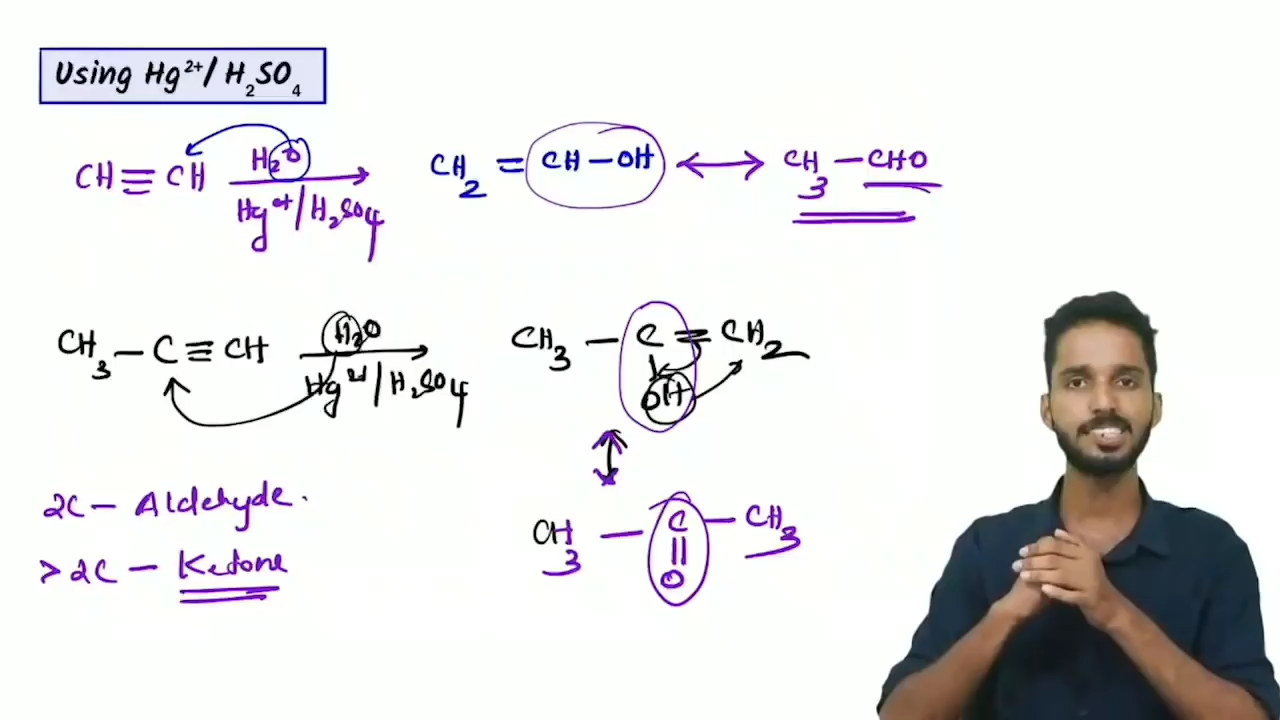 Using Hg²⁺/ H₂SO₄
CH≡CH H₂O CH₂ = CH—OH ⟷ CH₃—CHO
Hg²⁺/H₂SO₄
CH₃—C≡CH H₂O CH₃—C=CH₂
Hg²⁺/H₂SO₄ OH
2C — Aldehyde.
CH₃—C—CH₃
>2C — Ketone O